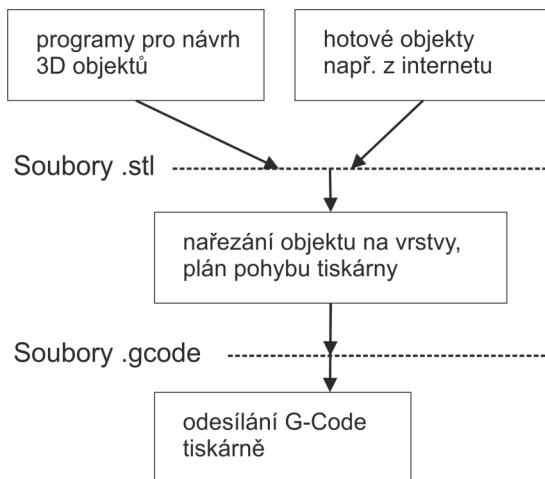 programy pro návrh
3D objektů
hotové objekty
např. z internetu
Soubory .stl
nařezání objektu na vrstvy,
plán pohybu tiskárny
Soubory .gcode
odesílání G-Code
tiskárně